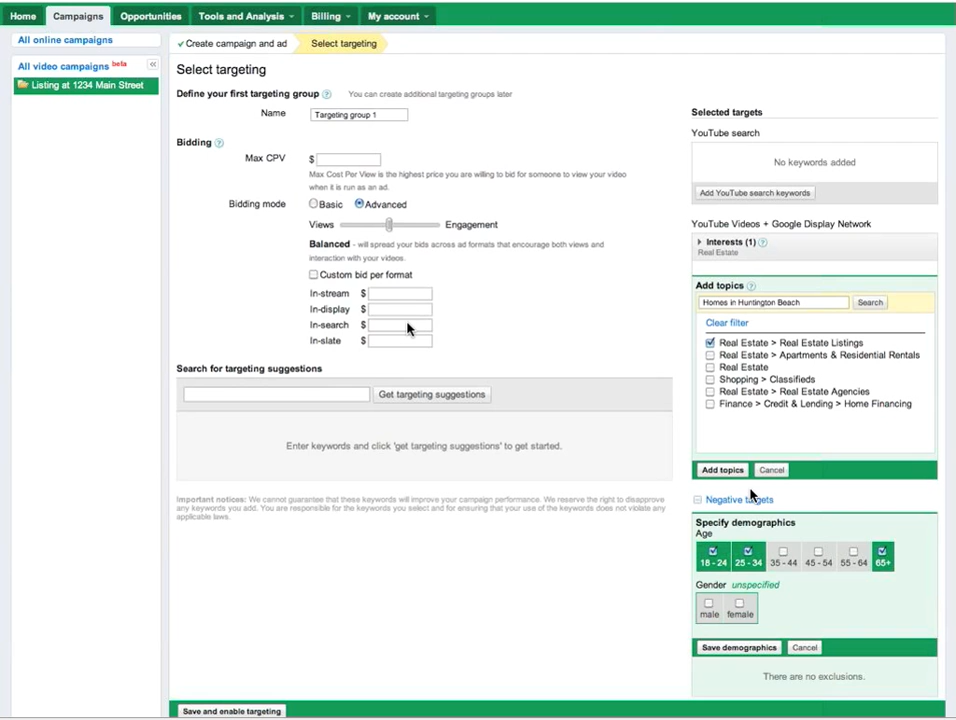 Home Campaigns Opportunities Tools and Analysis Billing My account
All online campaigns
All video campaigns beta
Listing at 1234 Main Street
Create campaign and ad Select targeting
Select targeting
Define your first targeting group ? You can create additional targeting groups later
Name Targeting group 1
Bidding ?
Max CPV $
Max Cost Per View is the highest price you are willing to bid for someone to view your video
when it is run as an ad.
Bidding mode Basic Advanced
Views Engagement
Balanced - will spread your bids across ad formats that encourage both views and
interaction with your videos.
Custom bid per format
In-stream $
In-display $
In-search $
In-slate $
Search for targeting suggestions
Get targeting suggestions
Enter keywords and click 'get targeting suggestions' to get started.
Important notices: We cannot guarantee that these keywords will improve your campaign performance. We reserve the right to disapprove
any keywords you add. You are responsible for the keywords you select and for ensuring that your use of the keywords does not violate any
applicable laws.
Save and enable targeting
Selected targets
YouTube search
No keywords added
Add YouTube search keywords
YouTube Videos + Google Display Network
Interests (1) ?
Real Estate
Add topics ?
Homes in Huntington Beach Search
Clear filter
Real Estate > Real Estate Listings
Real Estate > Apartments & Residential Rentals
Real Estate
Shopping > Classifieds
Real Estate > Real Estate Agencies
Finance > Credit & Lending > Home Financing
Add topics Cancel
Negative targets
Specify demographics
Age
18 - 24 25 - 34 35 - 44 45 - 54 55 - 64 65+
Gender unspecified
male female
Save demographics Cancel
There are no exclusions.